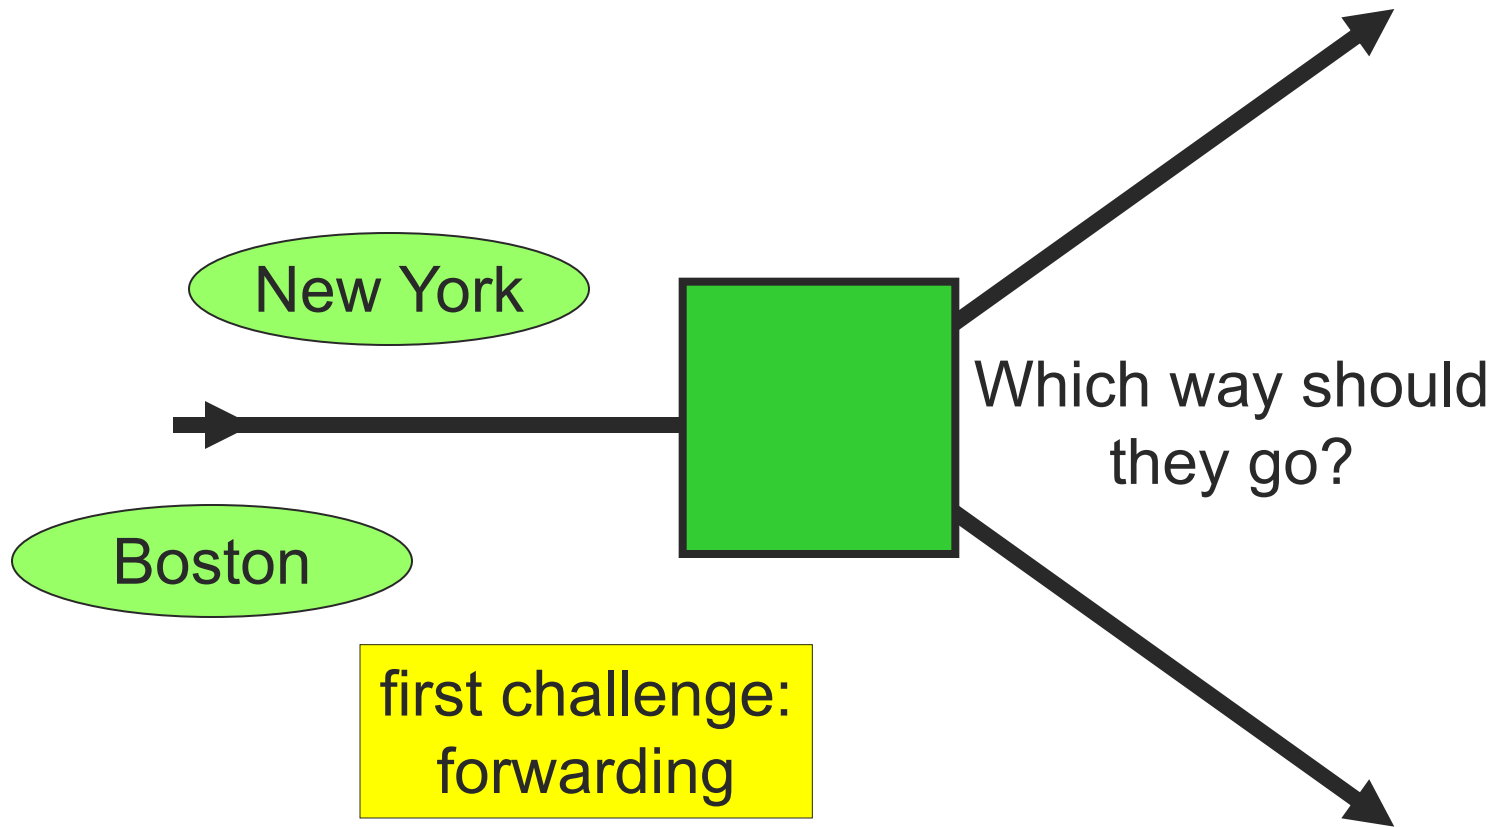 New York
Which way should
they go?
Boston
first challenge:
forwarding